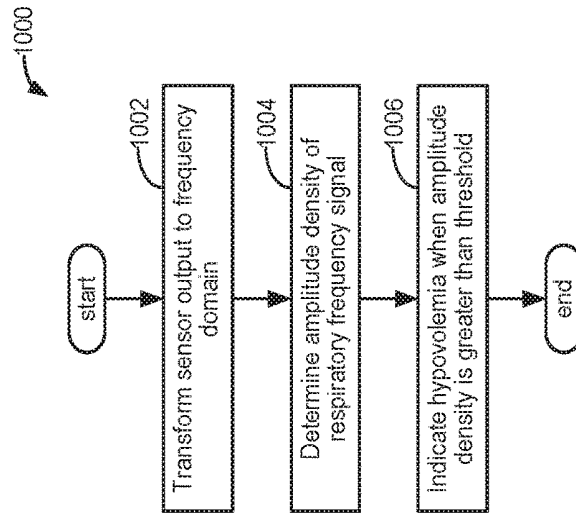 1000
start
1002
Transform sensor output to frequency
domain
1004
Determine amplitude density of
respiratory frequency signal
1006
Indicate hypovolemia when amplitude
density is greater than threshold
end